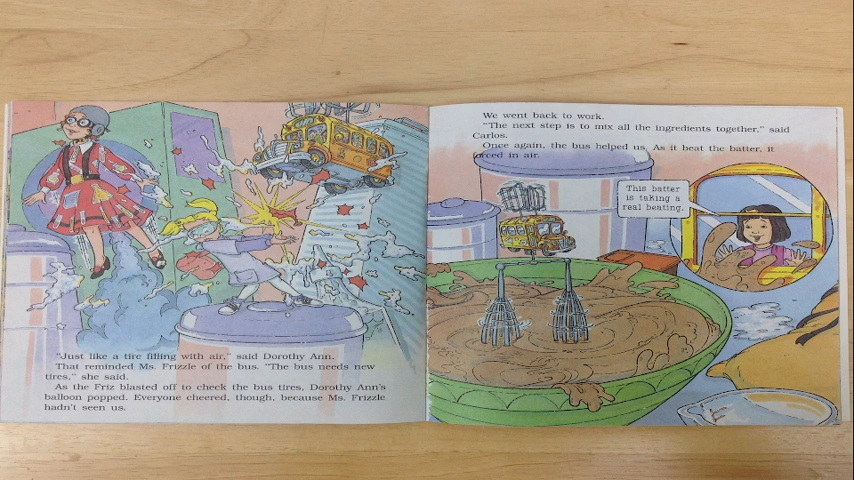 "Just like a tire filling with air," said Dorothy Ann.
That reminded Ms. Frizzle of the bus. "The bus needs new
tires," she said.
As the Friz blasted off to check the bus tires, Dorothy Ann's
balloon popped. Everyone cheered, though, because Ms. Frizzle
hadn't seen us.
We went back to work.
"The next step is to mix all the ingredients together," said
Carlos.
Once again, the bus helped us. As it beat the batter, it
forced in air.
This batter
is taking a
real beating.